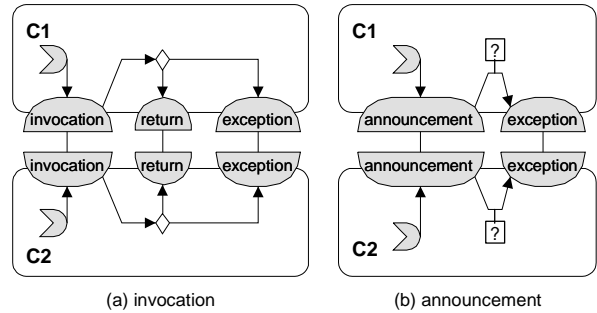 C1
invocation
return
exception
invocation
return
exception
C2
(a) invocation
C1
?
announcement
exception
announcement
exception
?
C2
(b) announcement